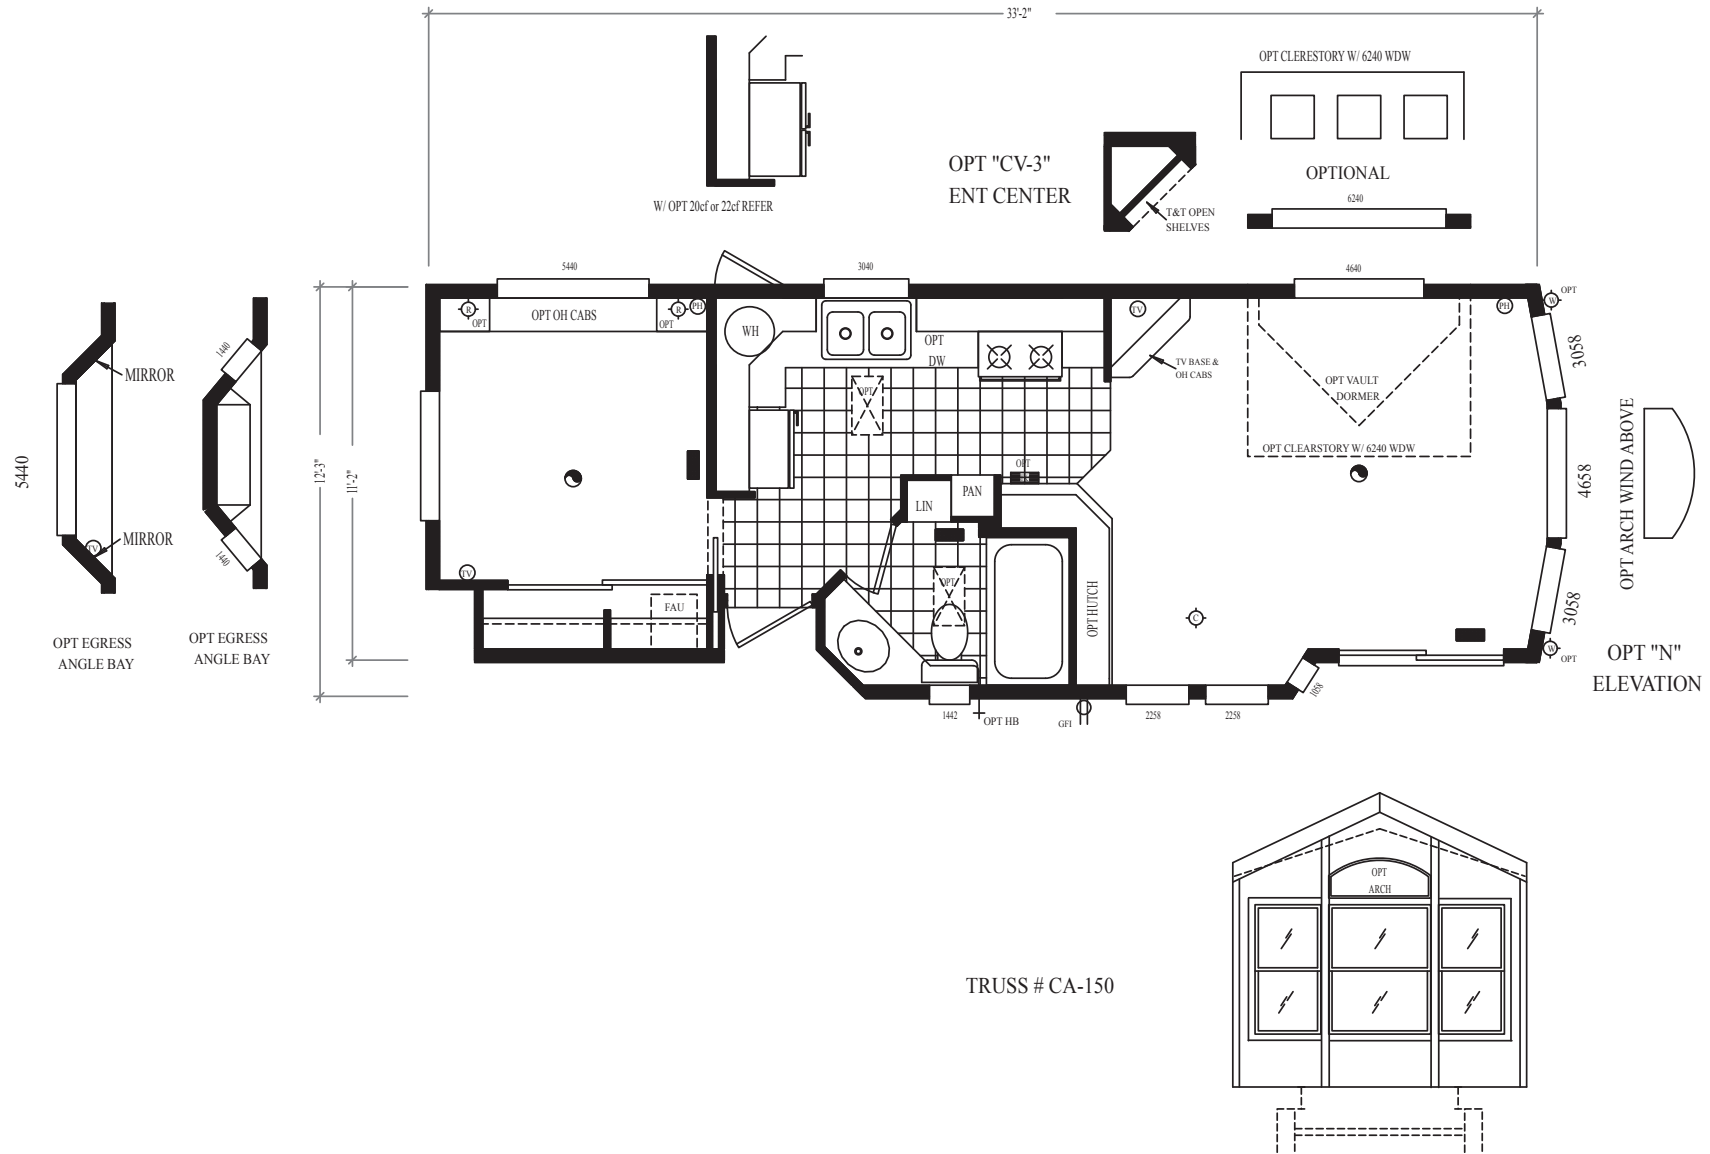 33'-2"
OPT CLERESTORY W/ 6240 WDW
OPTIONAL
6240
OPT "CV-3"
ENT CENTER
T&T OPEN
SHELVES
W/ OPT 20cf or 22cf REFER
5440
3040
4640
OPT
W
R
OPT
OPT OH CABS
R
OPT
PH
WH
OPT
DW
TV
TV BASE &
OH CABS
PH
OPT VAULT
DORMER
OPT CLEARSTORY W/ 6240 WDW
3058
4658
3058
OPT ARCH WIND ABOVE
1440
MIRROR
5440
TV
MIRROR
1440
OPT EGRESS
ANGLE BAY
OPT EGRESS
ANGLE BAY
12'-3"
11'-2"
OPT
OPT
LIN
PAN
TV
FAU
OPT
OPT HUTCH
C
W
OPT
OPT "N"
ELEVATION
1058
1442
OPT HB
GFI
2258
2258
OPT
ARCH
TRUSS # CA-150